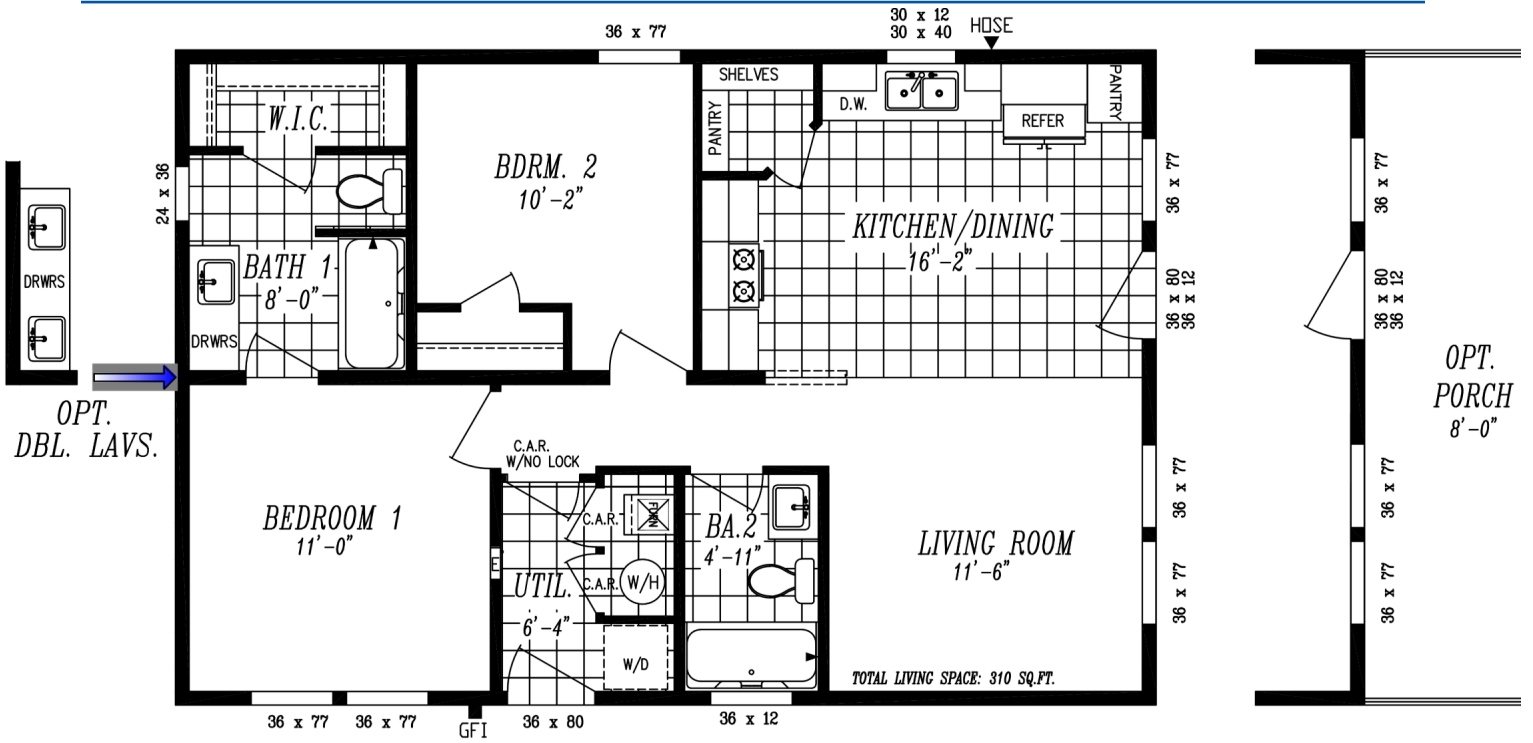 36 x 77
30 x 12
30 x 40
HOSE
W.I.C.
24 x 36
BDRM. 2
10'-2"
SHELVES
PANTRY
D.W.
REFER
PANTRY
KITCHEN/DINING
16'-2"
36 x 77
36 x 80
36 x 12
BATH 1
8'-0"
DRWRS
DRWRS
OPT.
DBL. LAVS.
BEDROOM 1
11'-0"
C.A.R.
W/NO LOCK
C.A.R.
FURN
E
UTIL.
6'-4"
C.A.R.
W/H
W/D
BA.2
4'-11"
LIVING ROOM
11'-6"
36 x 77
36 x 77
TOTAL LIVING SPACE: 310 SQ.FT.
36 x 77
36 x 77
GFI
36 x 80
36 x 12
36 x 77
36 x 80
36 x 12
36 x 77
36 x 77
OPT.
PORCH
8'-0"